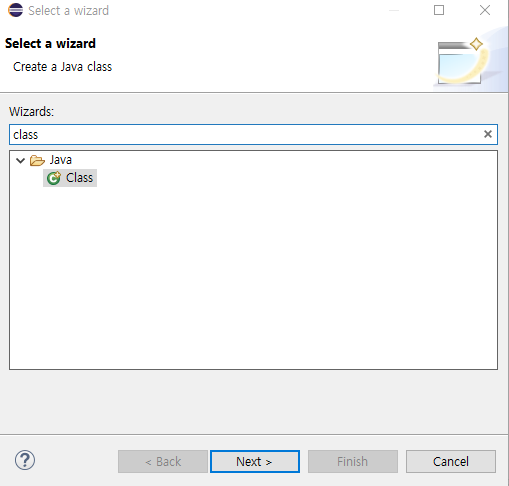 Select a wizard
Select a wizard
Create a Java class
Wizards:
class
Java
Class
< Back
Next >
Finish
Cancel